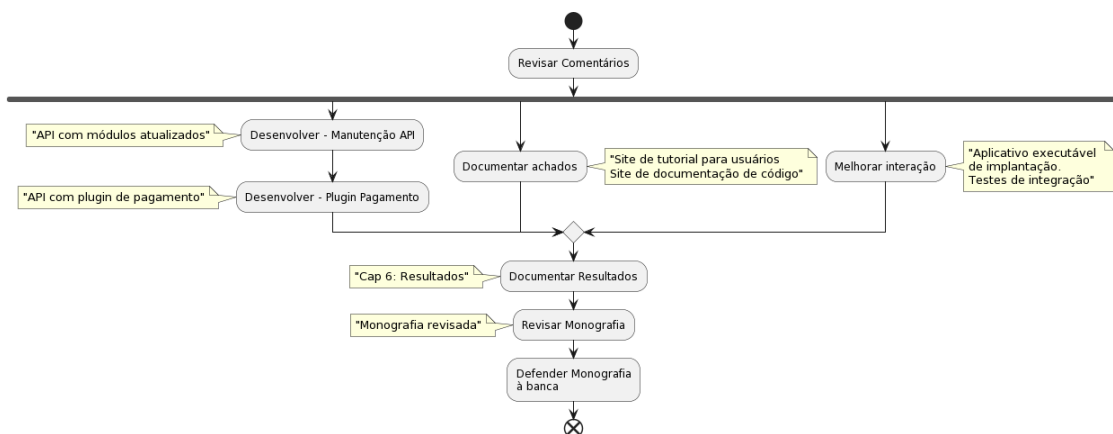 Revisar Comentários
"API com módulos atualizados"
Desenvolver - Manutenção API
Documentar achados
"Site de tutorial para usuários
Site de documentação de código"
Melhorar interação
"Aplicativo executável
de implantação.
Testes de integração"
"API com plugin de pagamento"
Desenvolver - Plugin Pagamento
"Cap 6: Resultados"
Documentar Resultados
"Monografia revisada"
Revisar Monografia
Defender Monografia
à banca